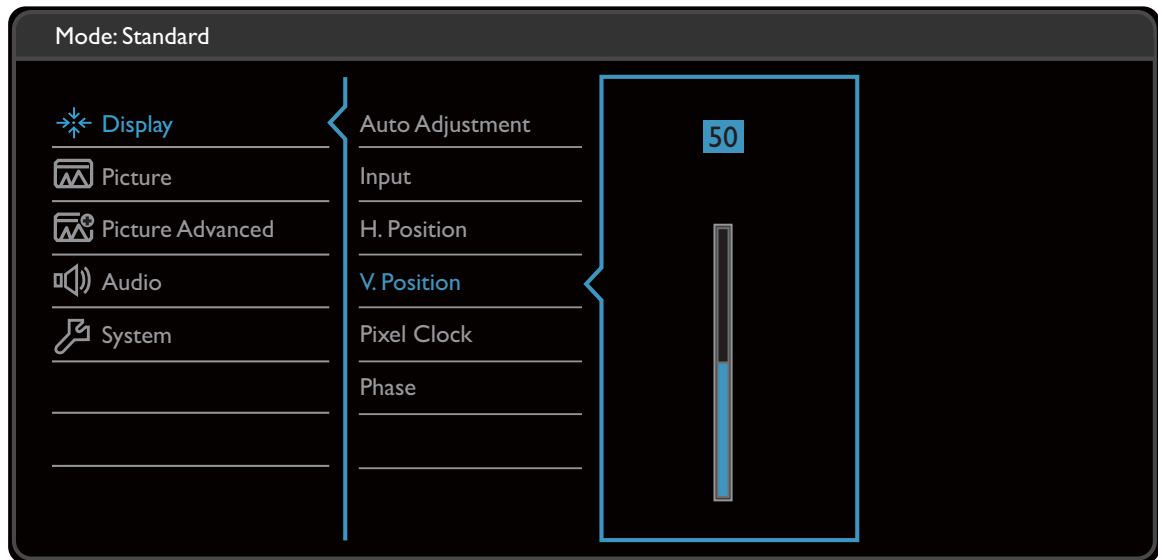 Mode: Standard
Display
Picture
Picture Advanced
Audio
System
Auto Adjustment
Input
H. Position
V. Position
Pixel Clock
Phase
50